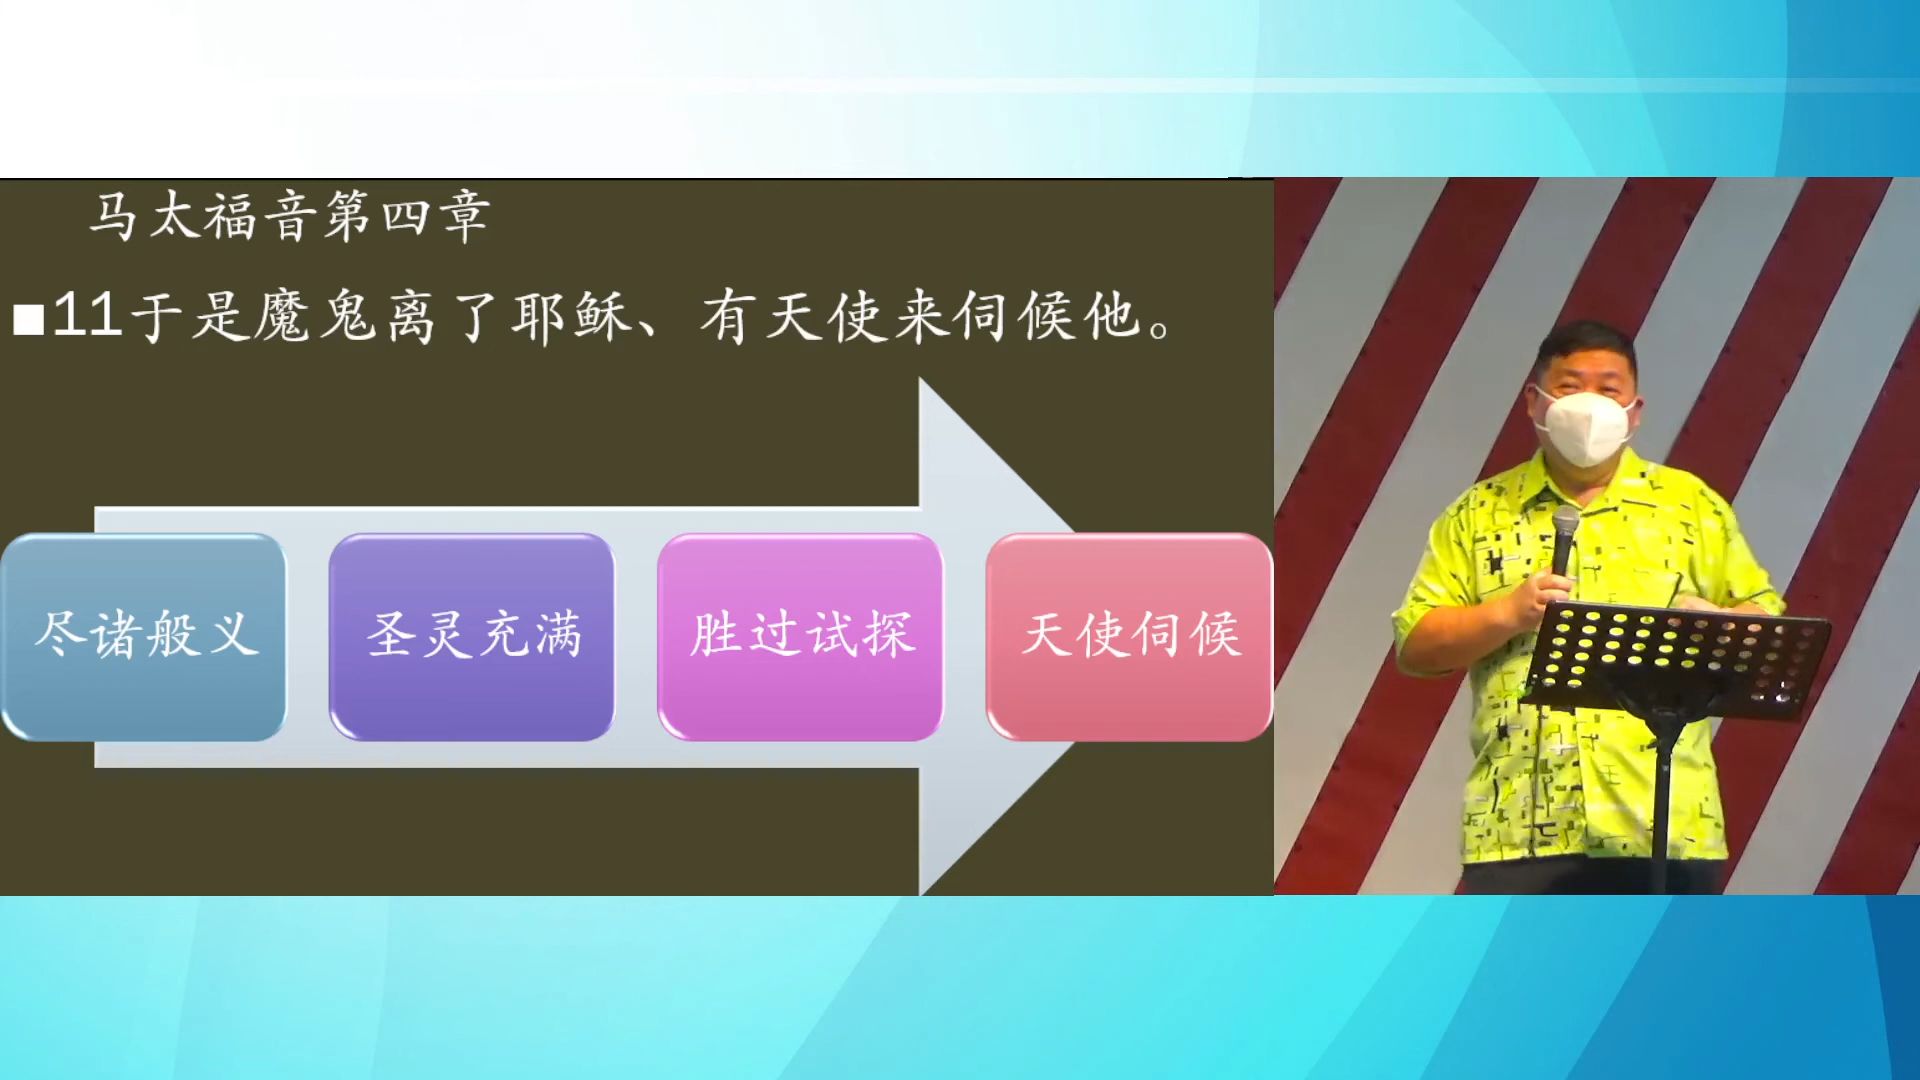 马太福音第四章
■11于是魔鬼离了耶稣、有天使来伺候他。
尽诸般义
圣灵充满
胜过试探
天使伺候